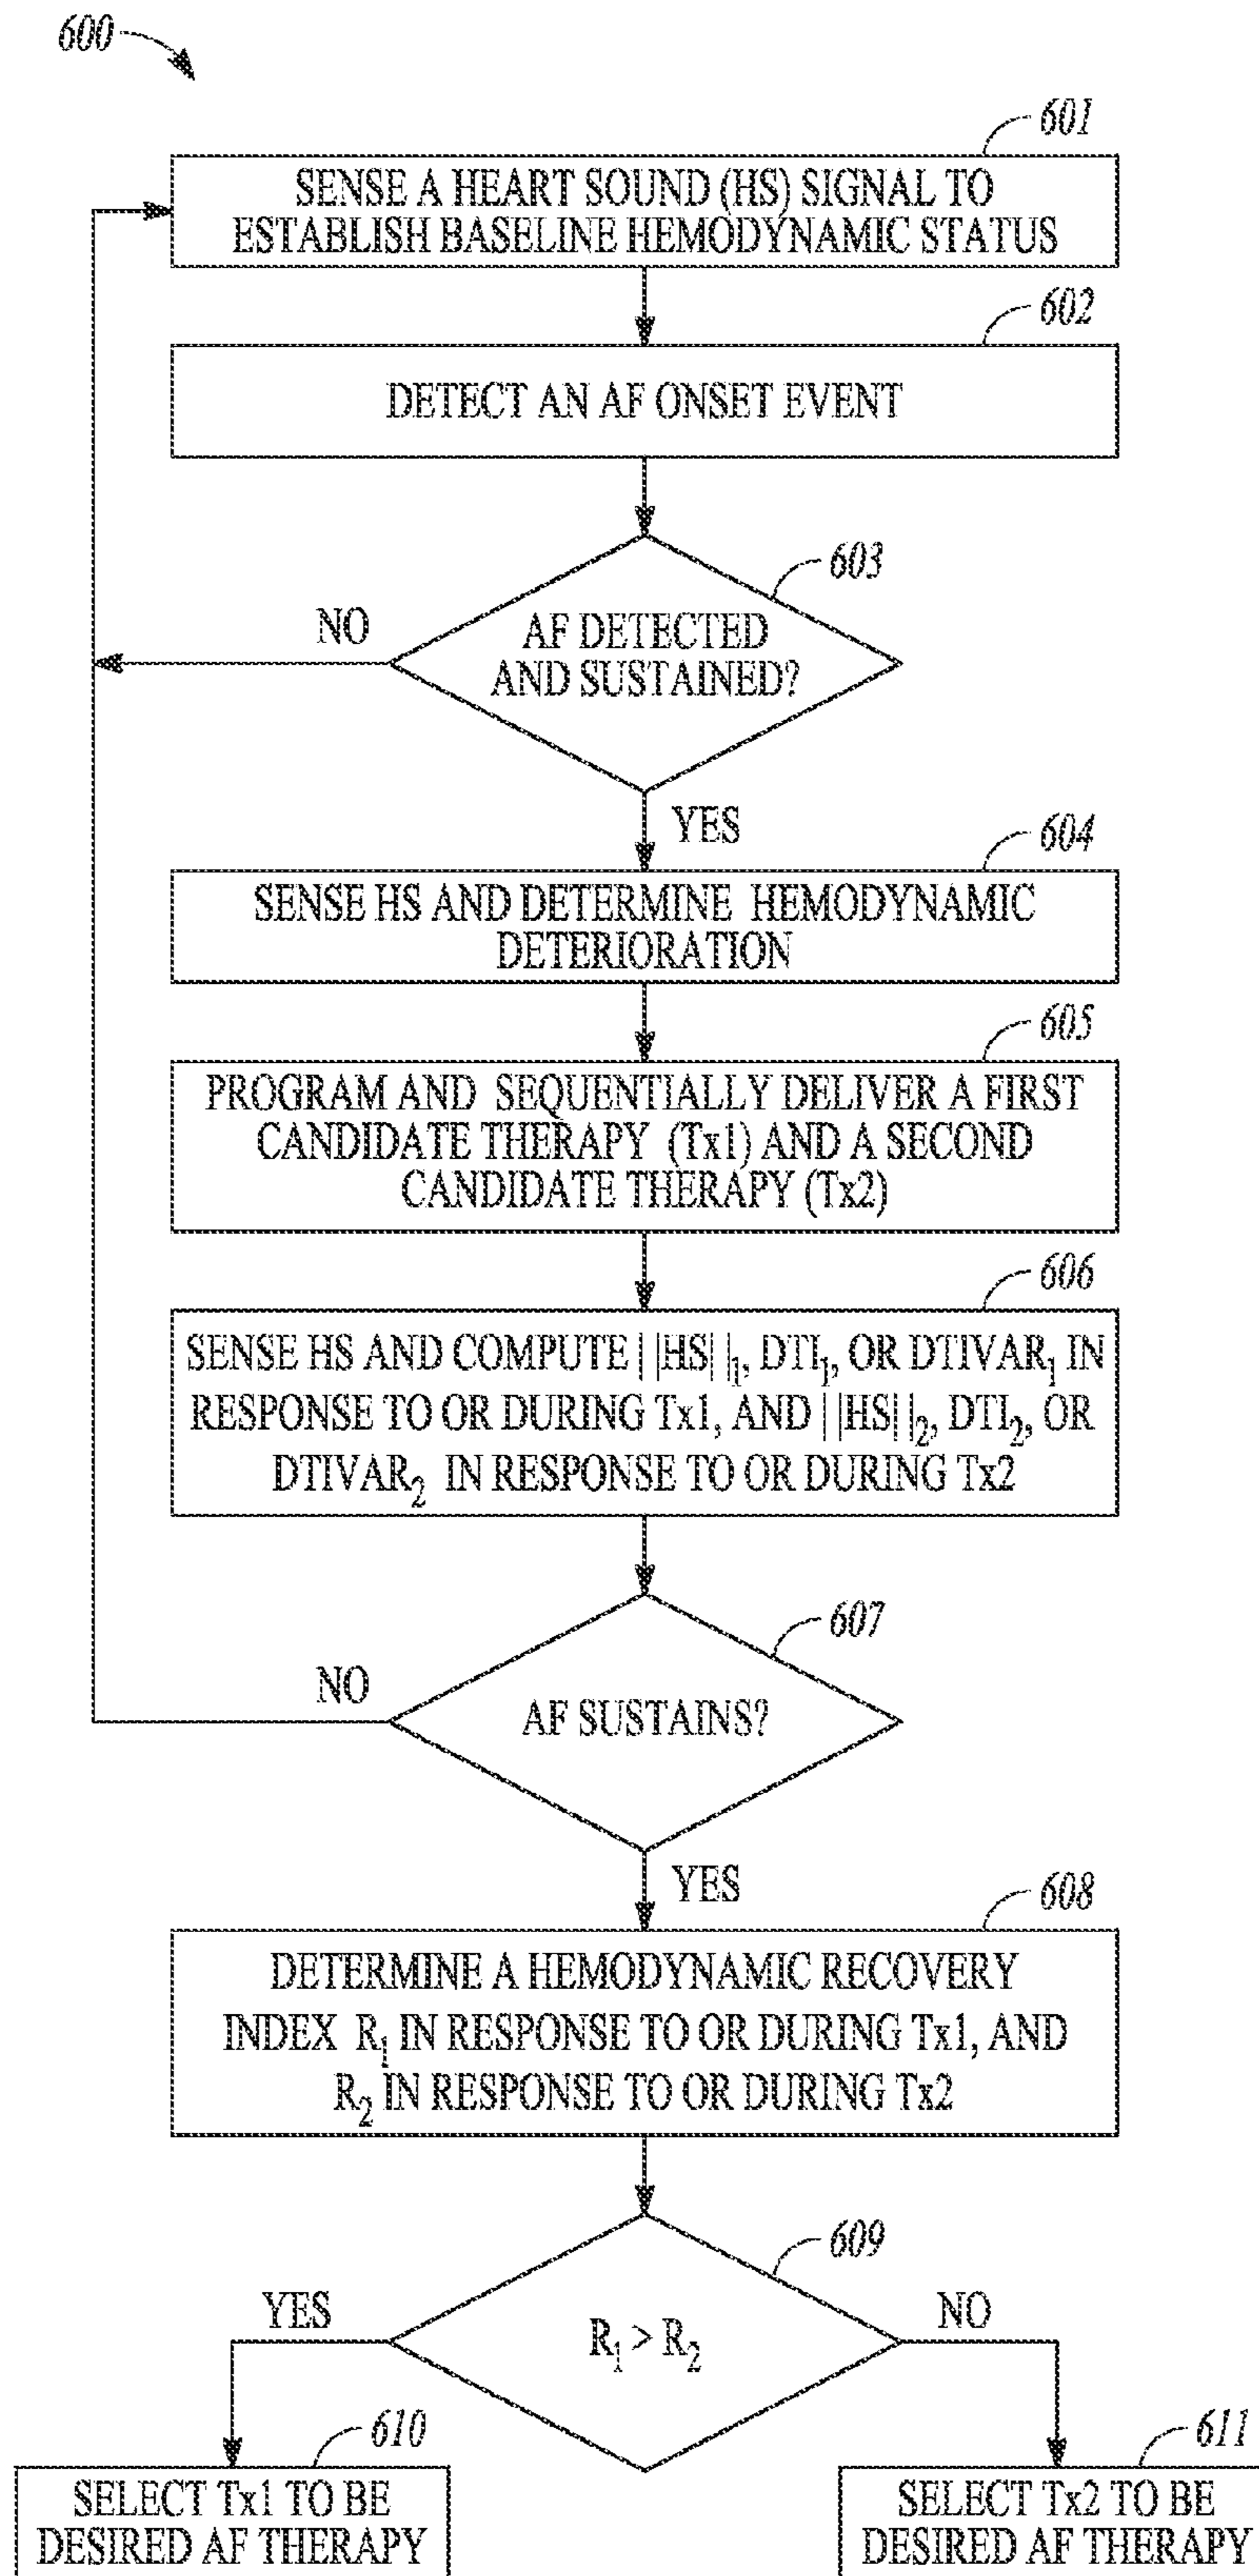 600
601
SENSE A HEART SOUND (HS) SIGNAL TO
ESTABLISH BASELINE HEMODYNAMIC STATUS
602
DETECT AN AF ONSET EVENT
603
NO
AF DETECTED
AND SUSTAINED?
YES
604
SENSE HS AND DETERMINE HEMODYNAMIC
DETERIORATION
605
PROGRAM AND SEQUENTIALLY DELIVER A FIRST
CANDIDATE THERAPY (Tx1) AND A SECOND
CANDIDATE THERAPY (Tx2)
606
SENSE HS AND COMPUTE ||HS||₁, DTI₁, OR DTIVAR₁ IN
RESPONSE TO OR DURING Tx1, AND ||HS||₂, DTI₂, OR
DTIVAR₂ IN RESPONSE TO OR DURING Tx2
607
NO
AF SUSTAINS?
YES
608
DETERMINE A HEMODYNAMIC RECOVERY
INDEX R₁ IN RESPONSE TO OR DURING Tx1, AND
R₂ IN RESPONSE TO OR DURING Tx2
609
YES
R₁ > R₂
NO
610
SELECT Tx1 TO BE
DESIRED AF THERAPY
611
SELECT Tx2 TO BE
DESIRED AF THERAPY